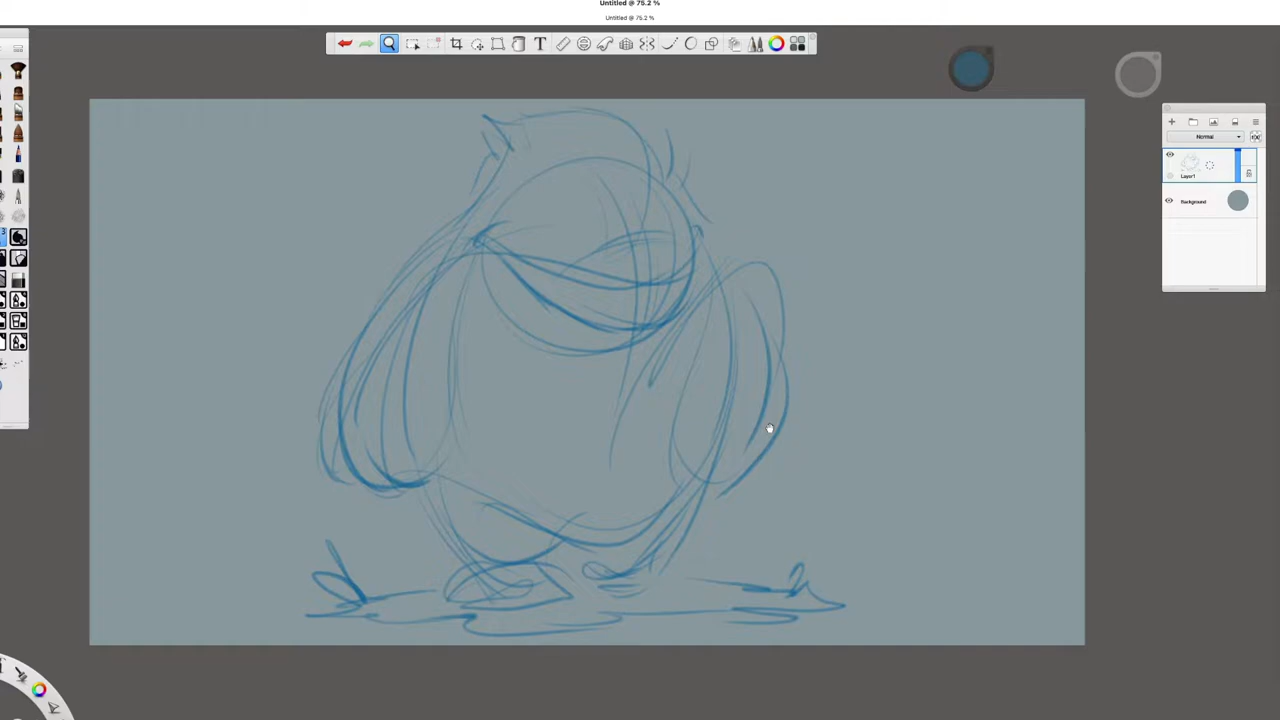 Untitled @ 75.2 %
Untitled @ 75.2 %
Normal
Layer1
Background